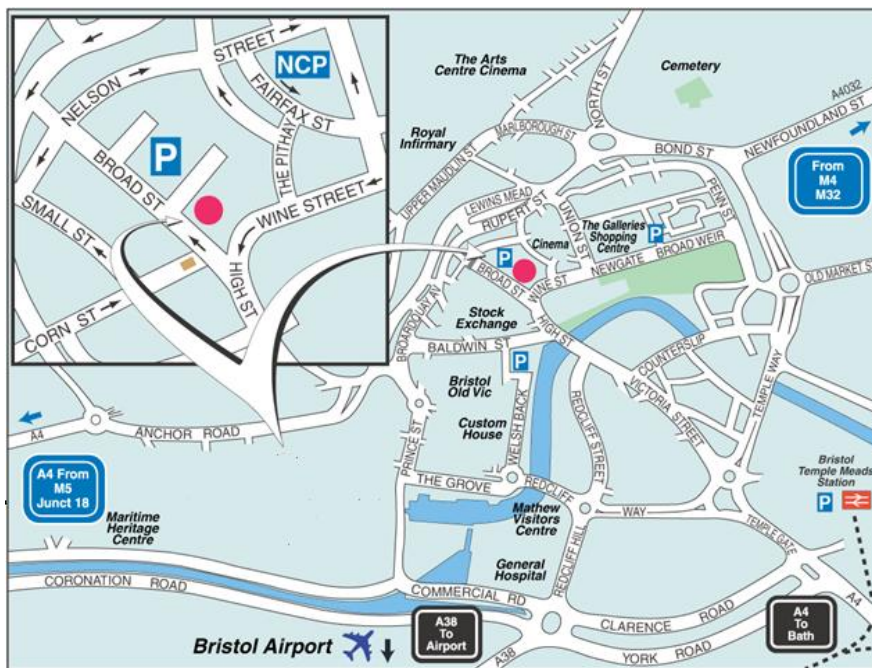 STREET
NELSON
NCP
FAIRFAX ST
P
BROAD ST
THE PITHAY
SMALL ST
WINE STREET
HIGH ST
CORN ST
The Arts
Centre Cinema
Cemetery
NORTH ST
A4032
NEWFOUNDLAND ST
MARLBOROUGH ST
Royal
Infirmary
BOND ST
From
M4
M32
UPPER MAUDLIN ST
LEWINS MEAD
RUPERT ST
UNION ST
PENN ST
The Galleries
Shopping
Centre
P
Cinema
P
BROAD ST
WINE ST
NEWGATE
BROAD WEIR
OLD MARKET ST
Stock
Exchange
HIGH ST
BALDWIN ST
P
COUNTERSLIP
TEMPLE WAY
VICTORIA STREET
Bristol
Old Vic
Custom
House
WELSH BACK
REDCLIFF STREET
PRINCE ST
A4
ANCHOR ROAD
A4 From
M5
Junct 18
THE GROVE
REDCLIFF
WAY
Bristol
Temple Meads
Station
P
Mathew
Visitors
Centre
TEMPLE GATE
Maritime
Heritage
Centre
General
Hospital
REDCLIFF HILL
CORONATION ROAD
COMMERCIAL RD
A38
To
Airport
CLARENCE ROAD
A4
To
Bath
A4
Bristol Airport
A38
YORK ROAD